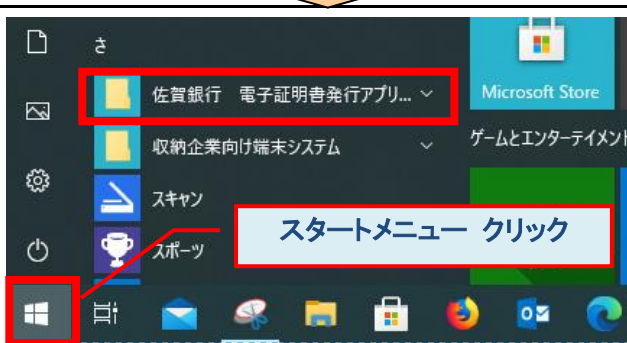 さ
佐賀銀行　電子証明書発行アプリ...
Microsoft Store
収納企業向け端末システム
ゲームとエンターテイメント
スキャン
スタートメニュー クリック
スポーツ